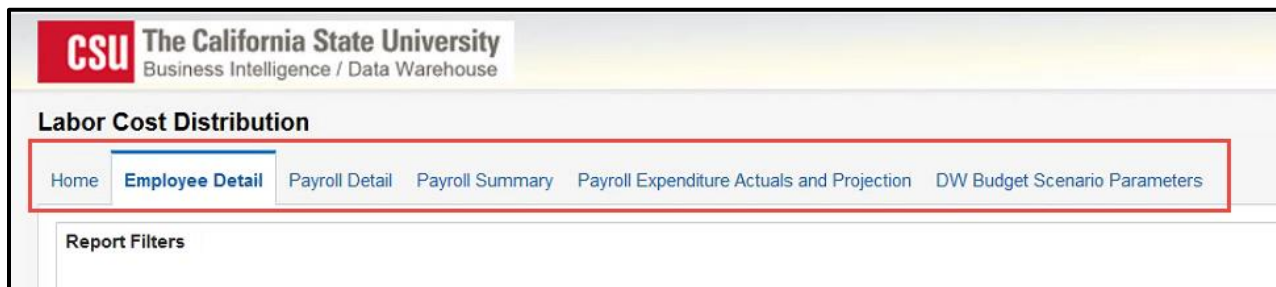 CSU The California State University
Business Intelligence / Data Warehouse
Labor Cost Distribution
Home Employee Detail Payroll Detail Payroll Summary Payroll Expenditure Actuals and Projection DW Budget Scenario Parameters
Report Filters